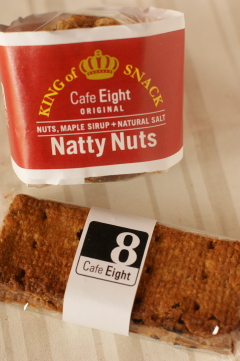 KING of SNACK
Cafe Eight
ORIGINAL
NUTS, MAPLE SIRUP + NATURAL SALT
Natty Nuts
8
Cafe Eight